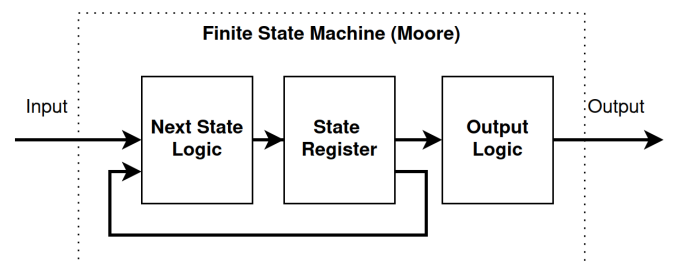 Finite State Machine (Moore)
Input
Next State
Logic
State
Register
Output
Logic
Output